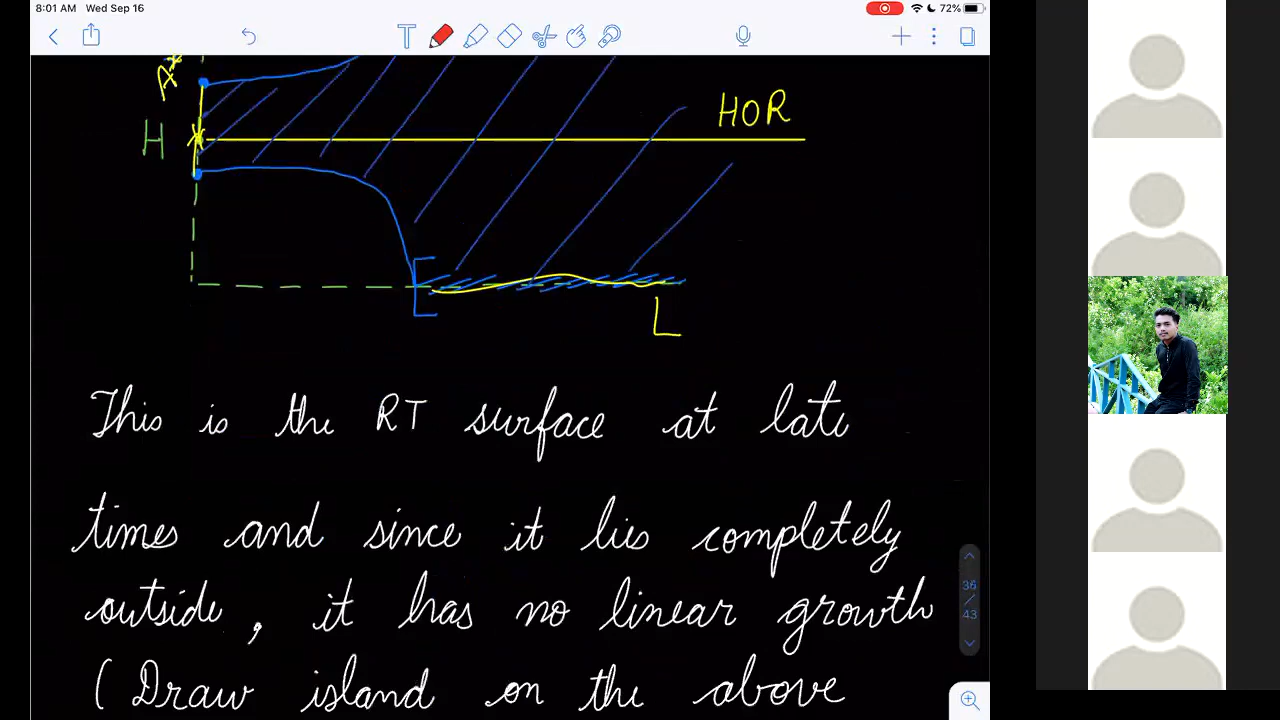 8:01 AM Wed Sep 16
72%
T
H
HOR
L
This is the RT surface at late
times and since it lies completely
outside, it has no linear growth
(Draw island on the above
36
/
43